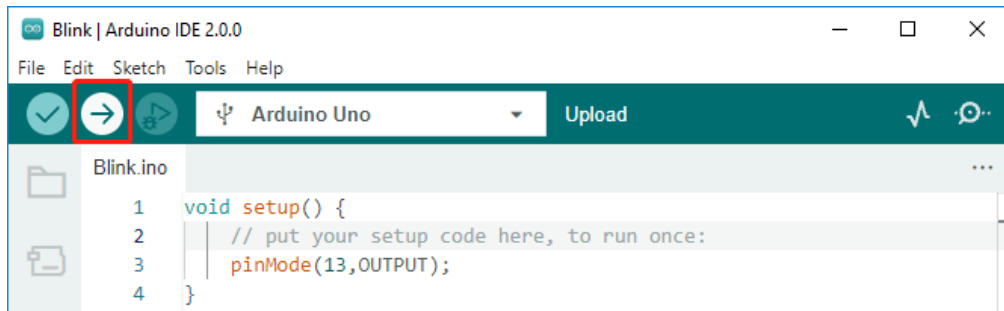 Blink | Arduino IDE 2.0.0
File Edit Sketch Tools Help
Arduino Uno Upload
Blink.ino
1 void setup() {
2 // put your setup code here, to run once:
3 pinMode(13,OUTPUT);
4 }